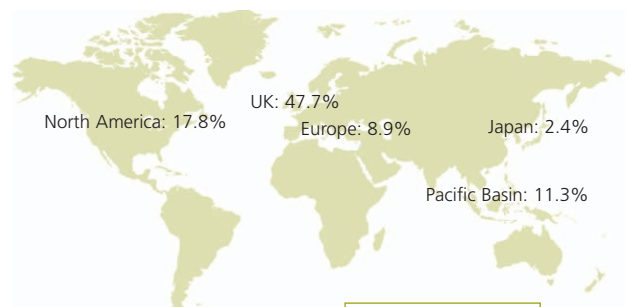 UK: 47.7%
North America: 17.8%
Europe: 8.9%
Japan: 2.4%
Pacific Basin: 11.3%